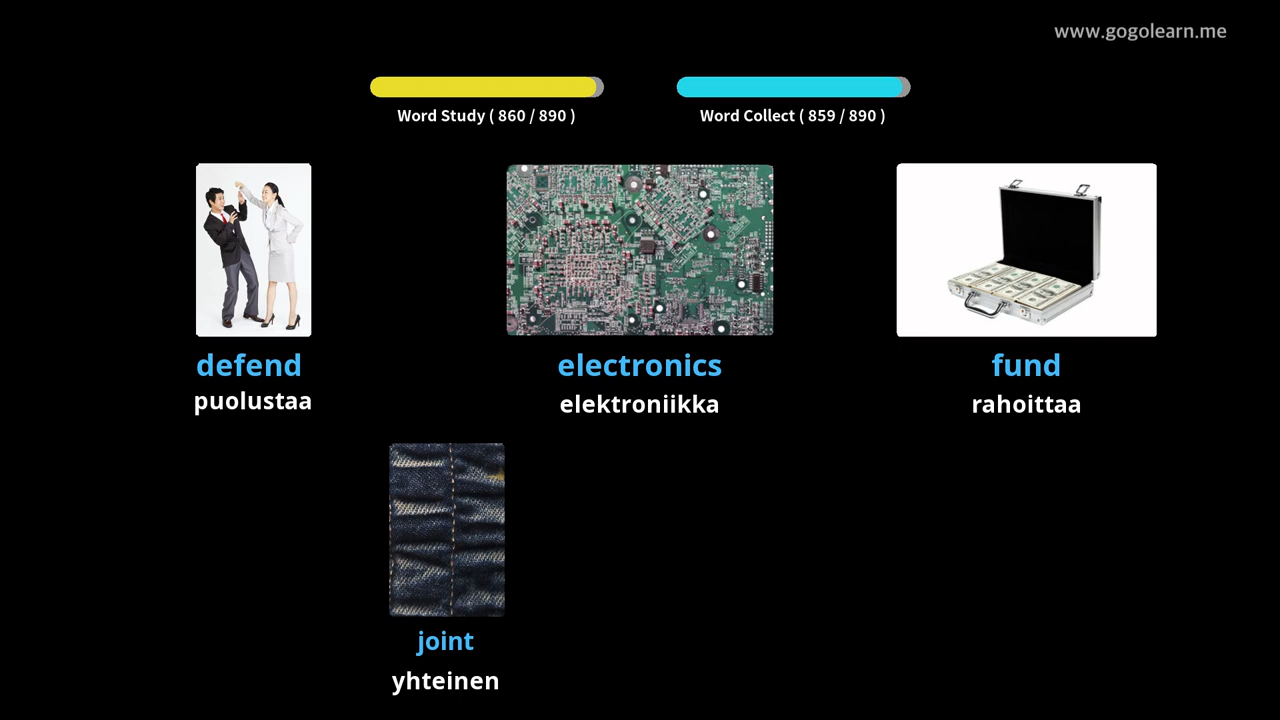 www.gogolearn.me
Word Study ( 860 / 890 )
Word Collect ( 859 / 890 )
defend
puolustaa
electronics
elektroniikka
fund
rahoittaa
joint
yhteinen